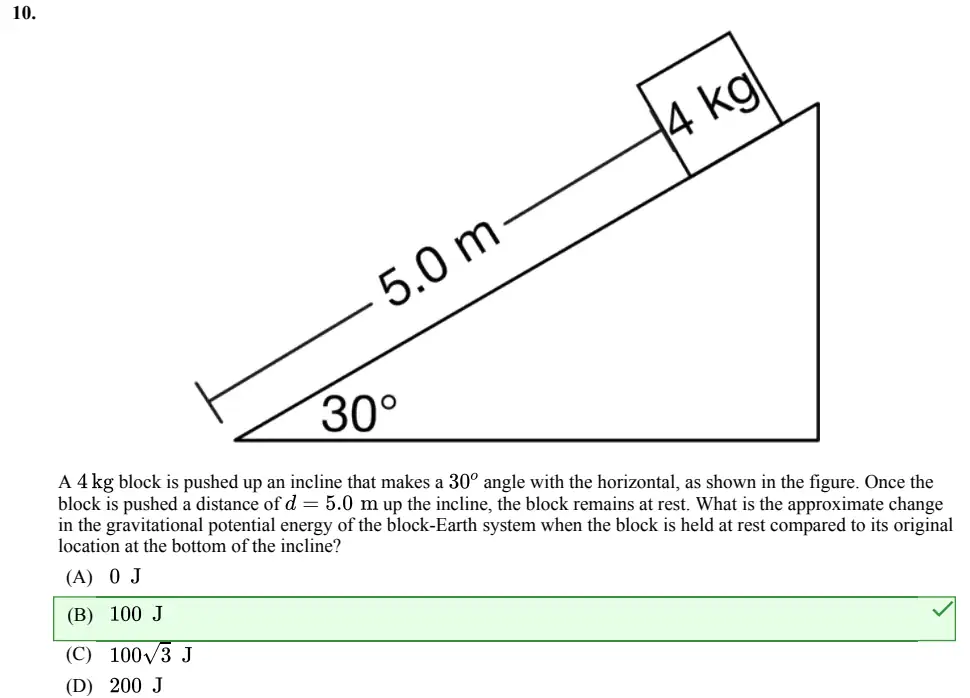 10.
4 kg
5.0 m
30°
A 4 kg block is pushed up an incline that makes a 30° angle with the horizontal, as shown in the figure. Once the
block is pushed a distance of d = 5.0 m up the incline, the block remains at rest. What is the approximate change
in the gravitational potential energy of the block-Earth system when the block is held at rest compared to its original
location at the bottom of the incline?
(A) 0 J
(B) 100 J
(C) 100√3 J
(D) 200 J